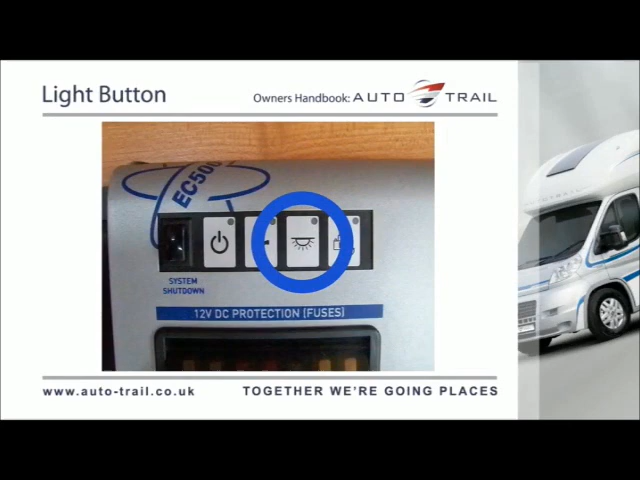 Light Button
Owners Handbook: AUTO TRAIL
EC500
SYSTEM
SHUTDOWN
12V DC PROTECTION (FUSES)
www.auto-trail.co.uk
TOGETHER WE'RE GOING PLACES